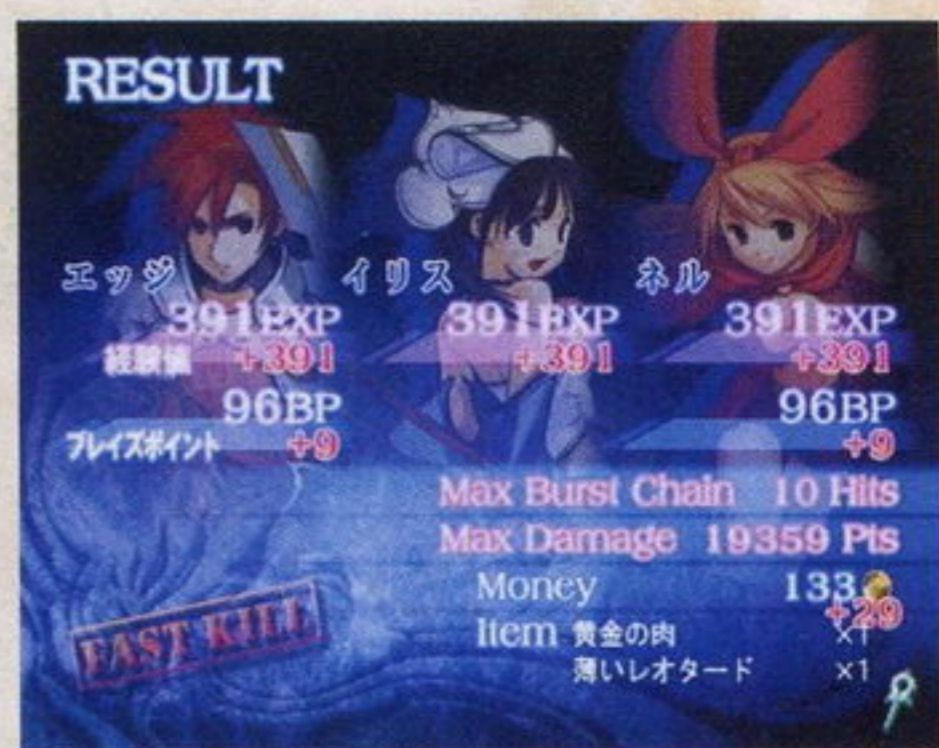 RESULT
エッジ イリス ネル
391EXP 391EXP 391EXP
経験値 +391 +391 +391
96BP 96BP
ブレイズポイント +9 +9
Max Burst Chain 10 Hits
Max Damage 19359 Pts
Money 133
+29
Item 黄金の肉 ×1
薄いレオタード ×1
FAST KILL